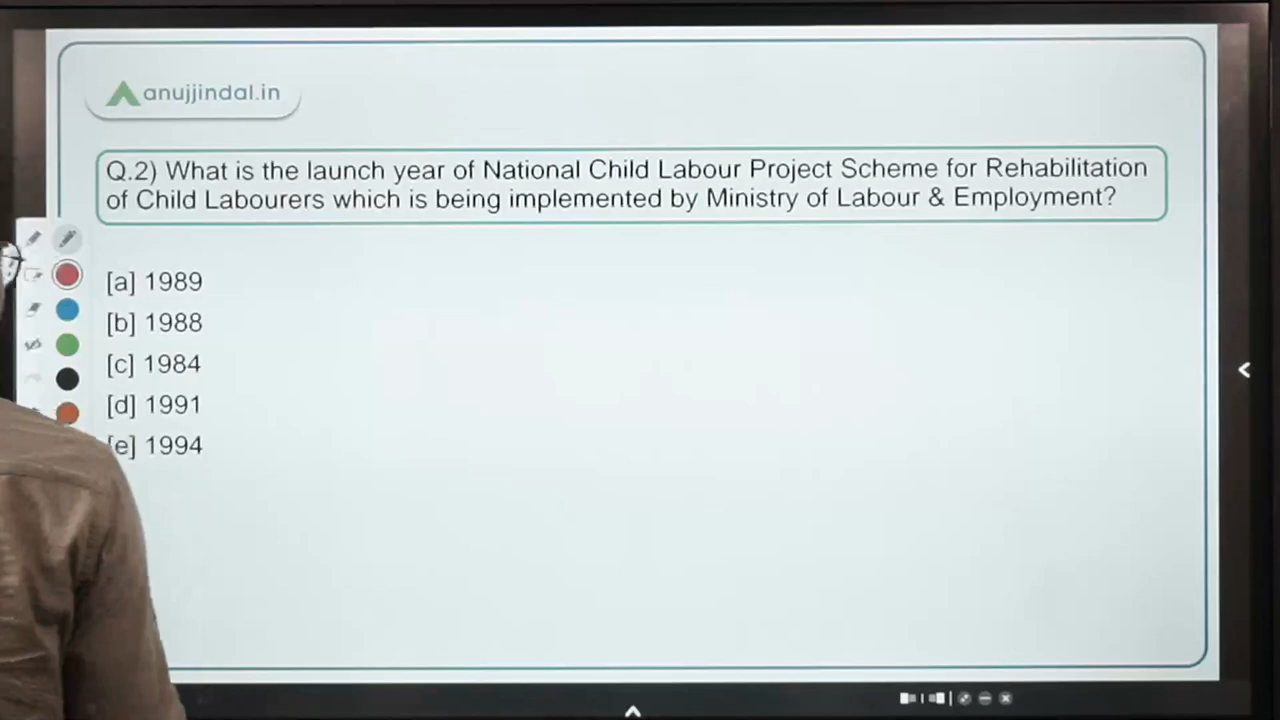 anujjindal.in
Q.2) What is the launch year of National Child Labour Project Scheme for Rehabilitation
of Child Labourers which is being implemented by Ministry of Labour & Employment?
[a] 1989
[b] 1988
[c] 1984
[d] 1991
[e] 1994